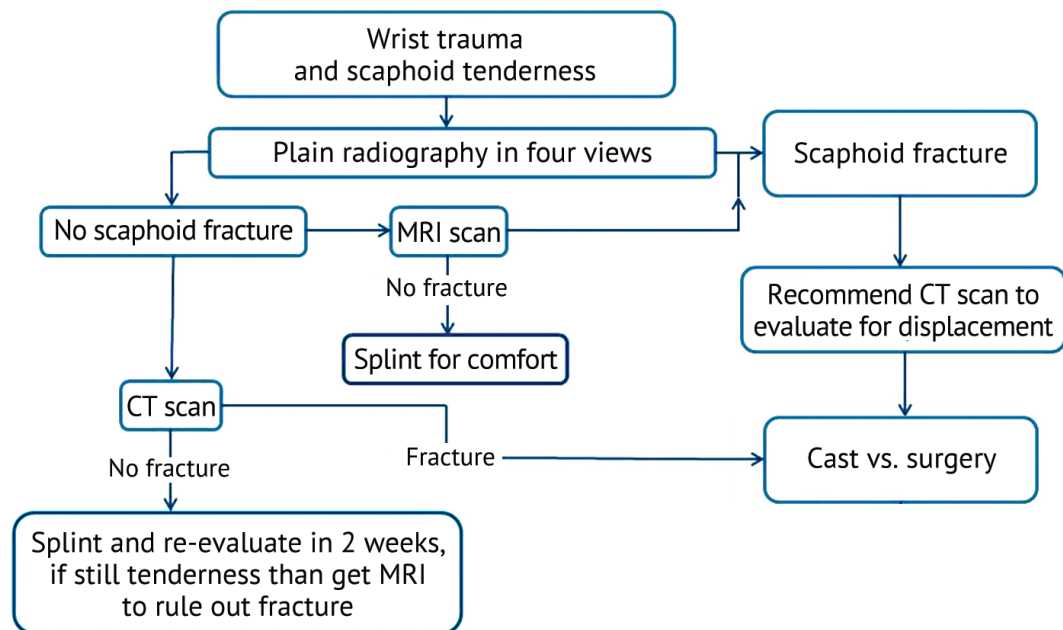 Wrist trauma
and scaphoid tenderness
Plain radiography in four views
Scaphoid fracture
No scaphoid fracture
MRI scan
No fracture
Recommend CT scan to
evaluate for displacement
Splint for comfort
CT scan
Fracture
Cast vs. surgery
No fracture
Splint and re-evaluate in 2 weeks,
if still tenderness than get MRI
to rule out fracture